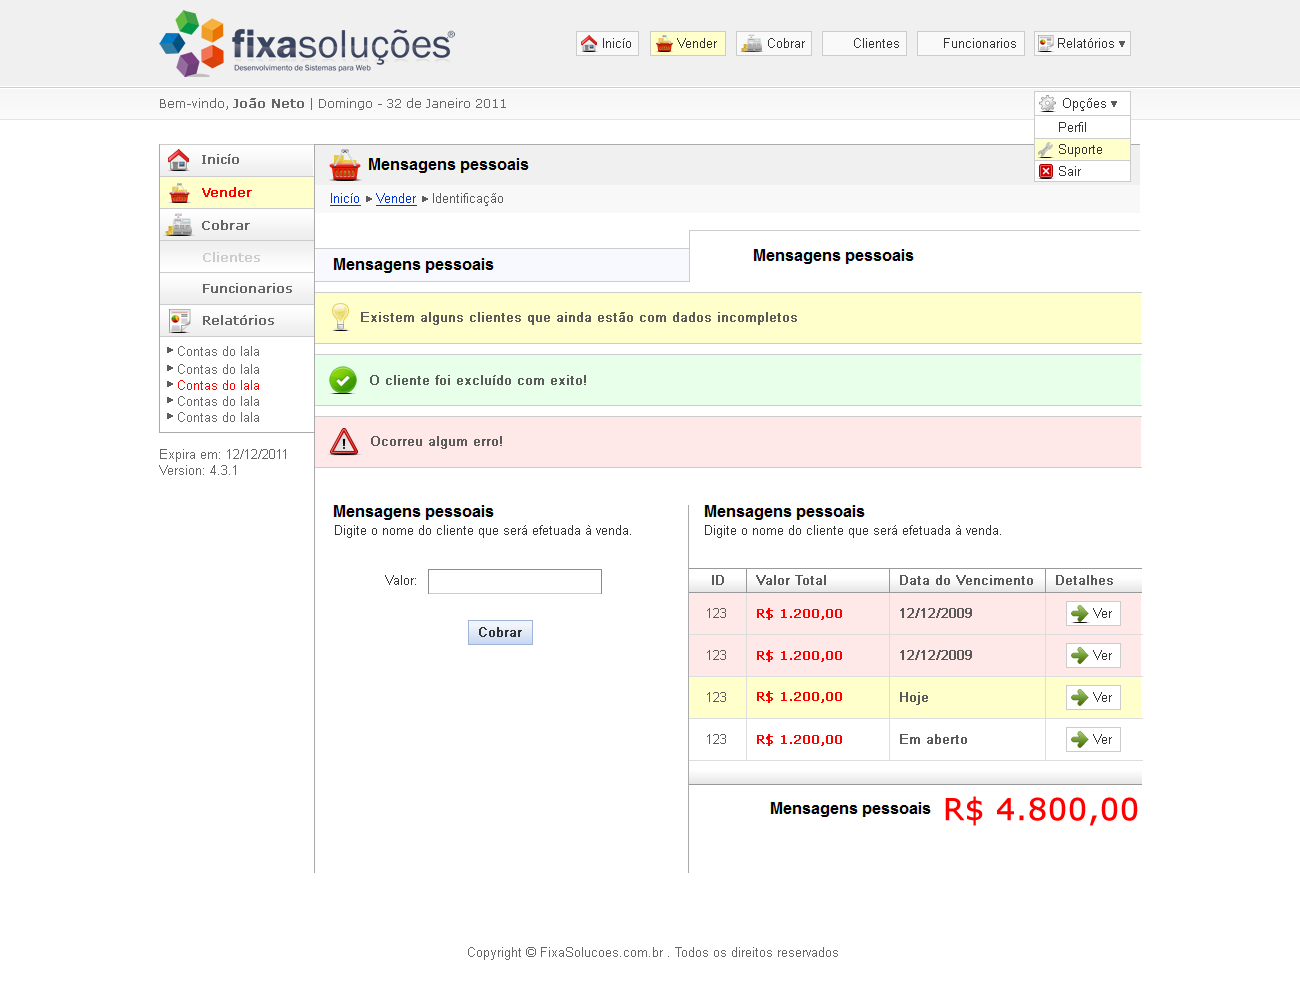 fixasoluções®
Desenvolvimento de Sistemas para Web
Inicío
Vender
Cobrar
Clientes
Funcionarios
Relatórios ▾
Bem-vindo, João Neto | Domingo - 32 de Janeiro 2011
Opções ▾
Perfil
Suporte
Sair
Inicío
Vender
Cobrar
Clientes
Funcionarios
Relatórios
Contas do lala
Contas do lala
Contas do lala
Contas do lala
Contas do lala
Expira em: 12/12/2011
Version: 4.3.1
Mensagens pessoais
Inicío ▸ Vender ▸ Identificação
Mensagens pessoais
Mensagens pessoais
Existem alguns clientes que ainda estão com dados incompletos
O cliente foi excluído com exito!
Ocorreu algum erro!
Mensagens pessoais
Digite o nome do cliente que será efetuada à venda.
Valor:
Cobrar
Mensagens pessoais
Digite o nome do cliente que será efetuada à venda.
ID Valor Total Data do Vencimento Detalhes
123 R$ 1.200,00 12/12/2009 Ver
123 R$ 1.200,00 12/12/2009 Ver
123 R$ 1.200,00 Hoje Ver
123 R$ 1.200,00 Em aberto Ver
Mensagens pessoais R$ 4.800,00
Copyright © FixaSolucoes.com.br . Todos os direitos reservados